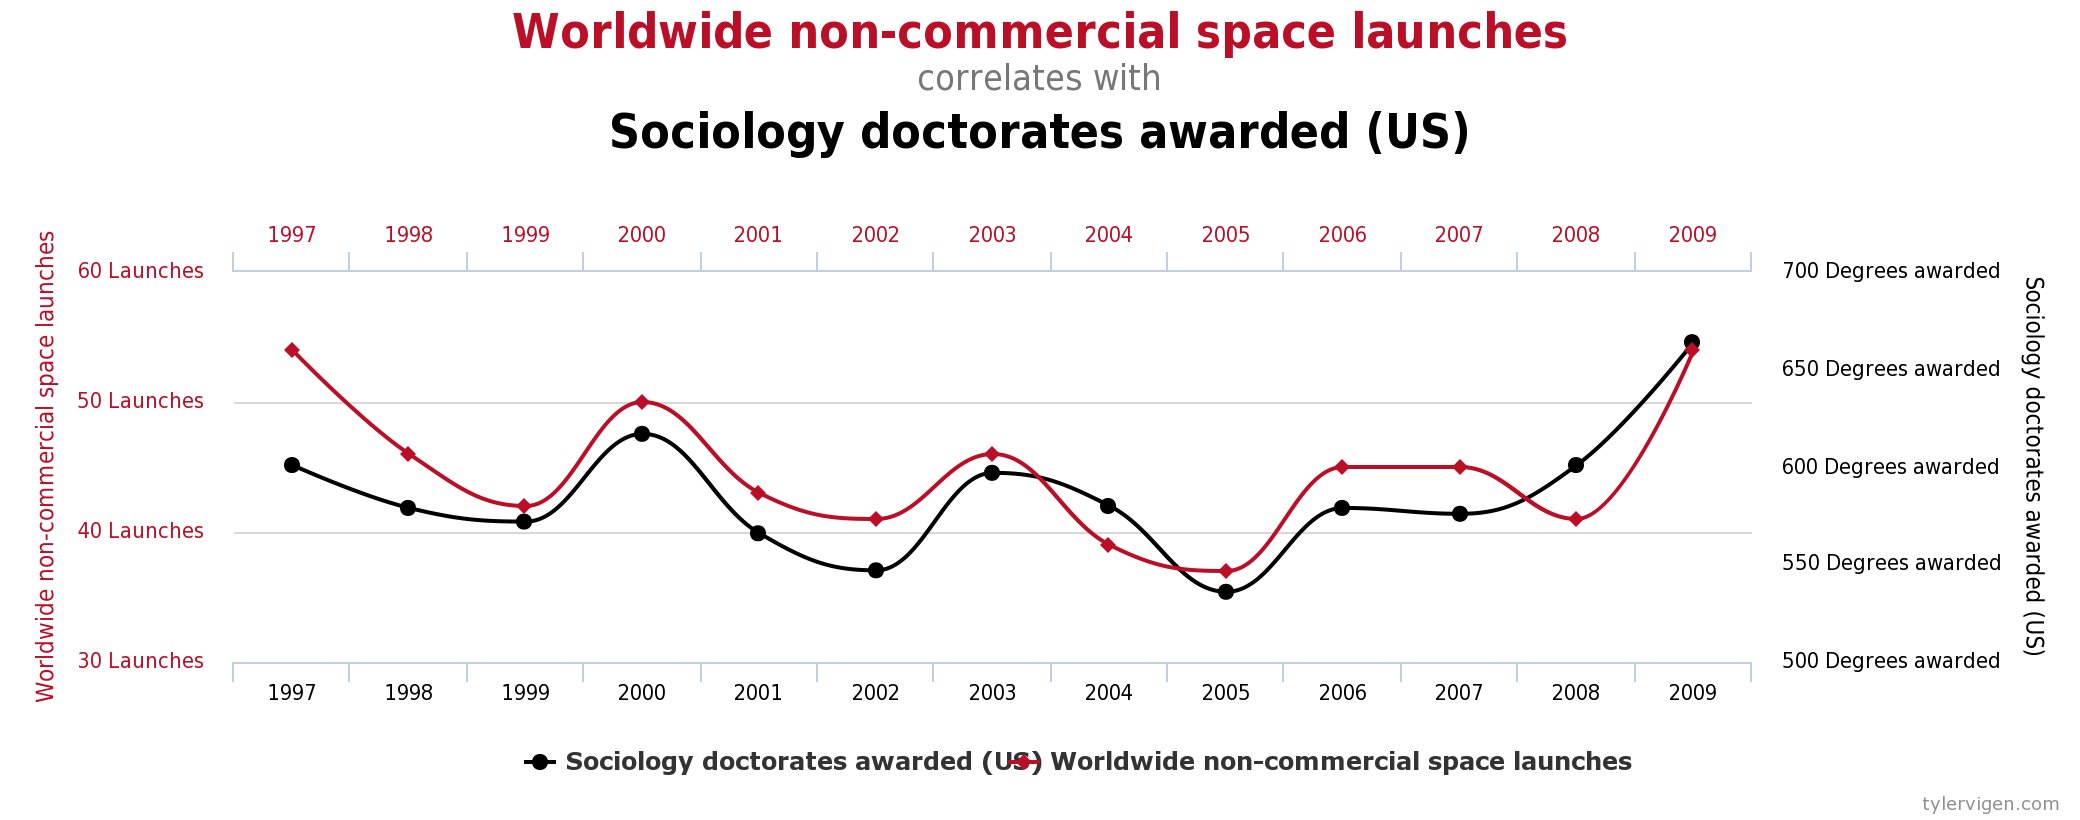 Worldwide non-commercial space launches
correlates with
Sociology doctorates awarded (US)
1997 1998 1999 2000 2001 2002 2003 2004 2005 2006 2007 2008 2009
Worldwide non-commercial space launches
60 Launches 700 Degrees awarded
650 Degrees awarded
50 Launches
600 Degrees awarded
40 Launches
550 Degrees awarded
30 Launches 500 Degrees awarded
Sociology doctorates awarded (US)
1997 1998 1999 2000 2001 2002 2003 2004 2005 2006 2007 2008 2009
Sociology doctorates awarded (US) Worldwide non-commercial space launches
tylervigen.com